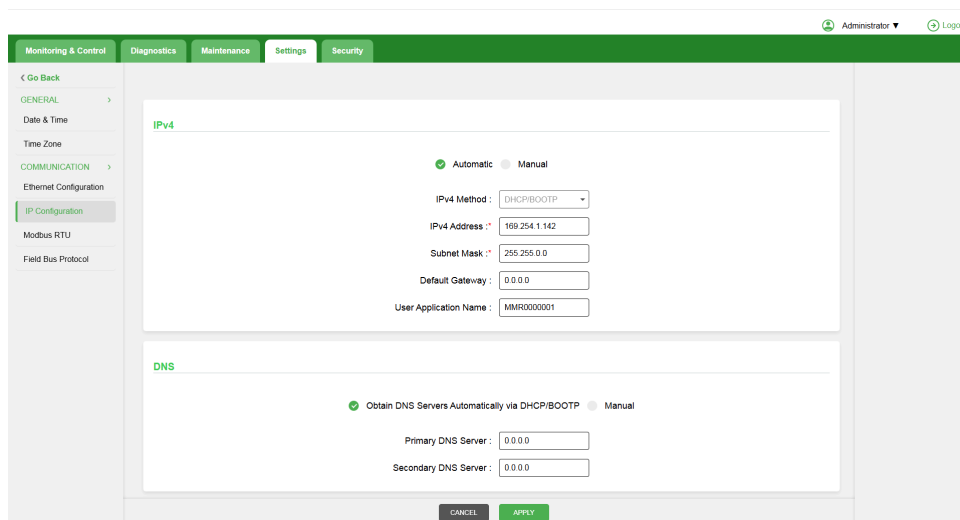 Administrator ▼ Logo
Monitoring & Control Diagnostics Maintenance Settings Security
Go Back
GENERAL
Date & Time
Time Zone
COMMUNICATION
Ethernet Configuration
IP Configuration
Modbus RTU
Field Bus Protocol
IPv4
Automatic Manual
IPv4 Method : DHCP/BOOTP
IPv4 Address :* 169.254.1.142
Subnet Mask :* 255.255.0.0
Default Gateway : 0.0.0.0
User Application Name : MMR0000001
DNS
Obtain DNS Servers Automatically via DHCP/BOOTP Manual
Primary DNS Server : 0.0.0.0
Secondary DNS Server : 0.0.0.0
CANCEL APPLY